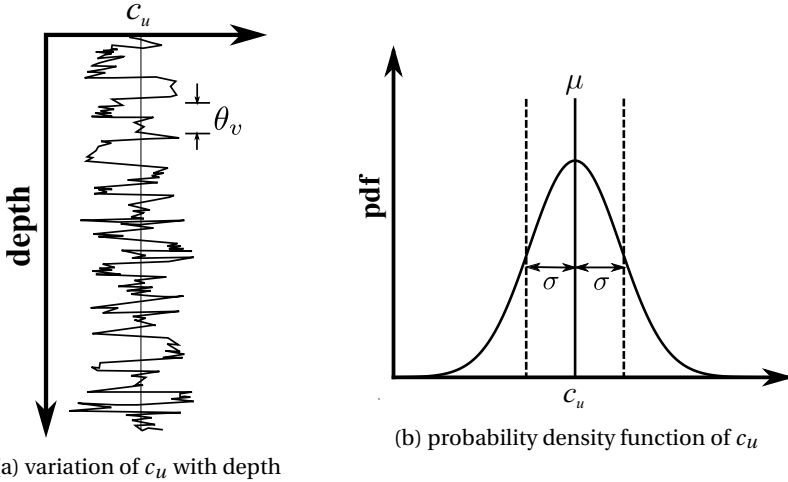 c_u
θ_v
depth
(a) variation of c_u with depth
μ
pdf
σ σ
c_u
(b) probability density function of c_u